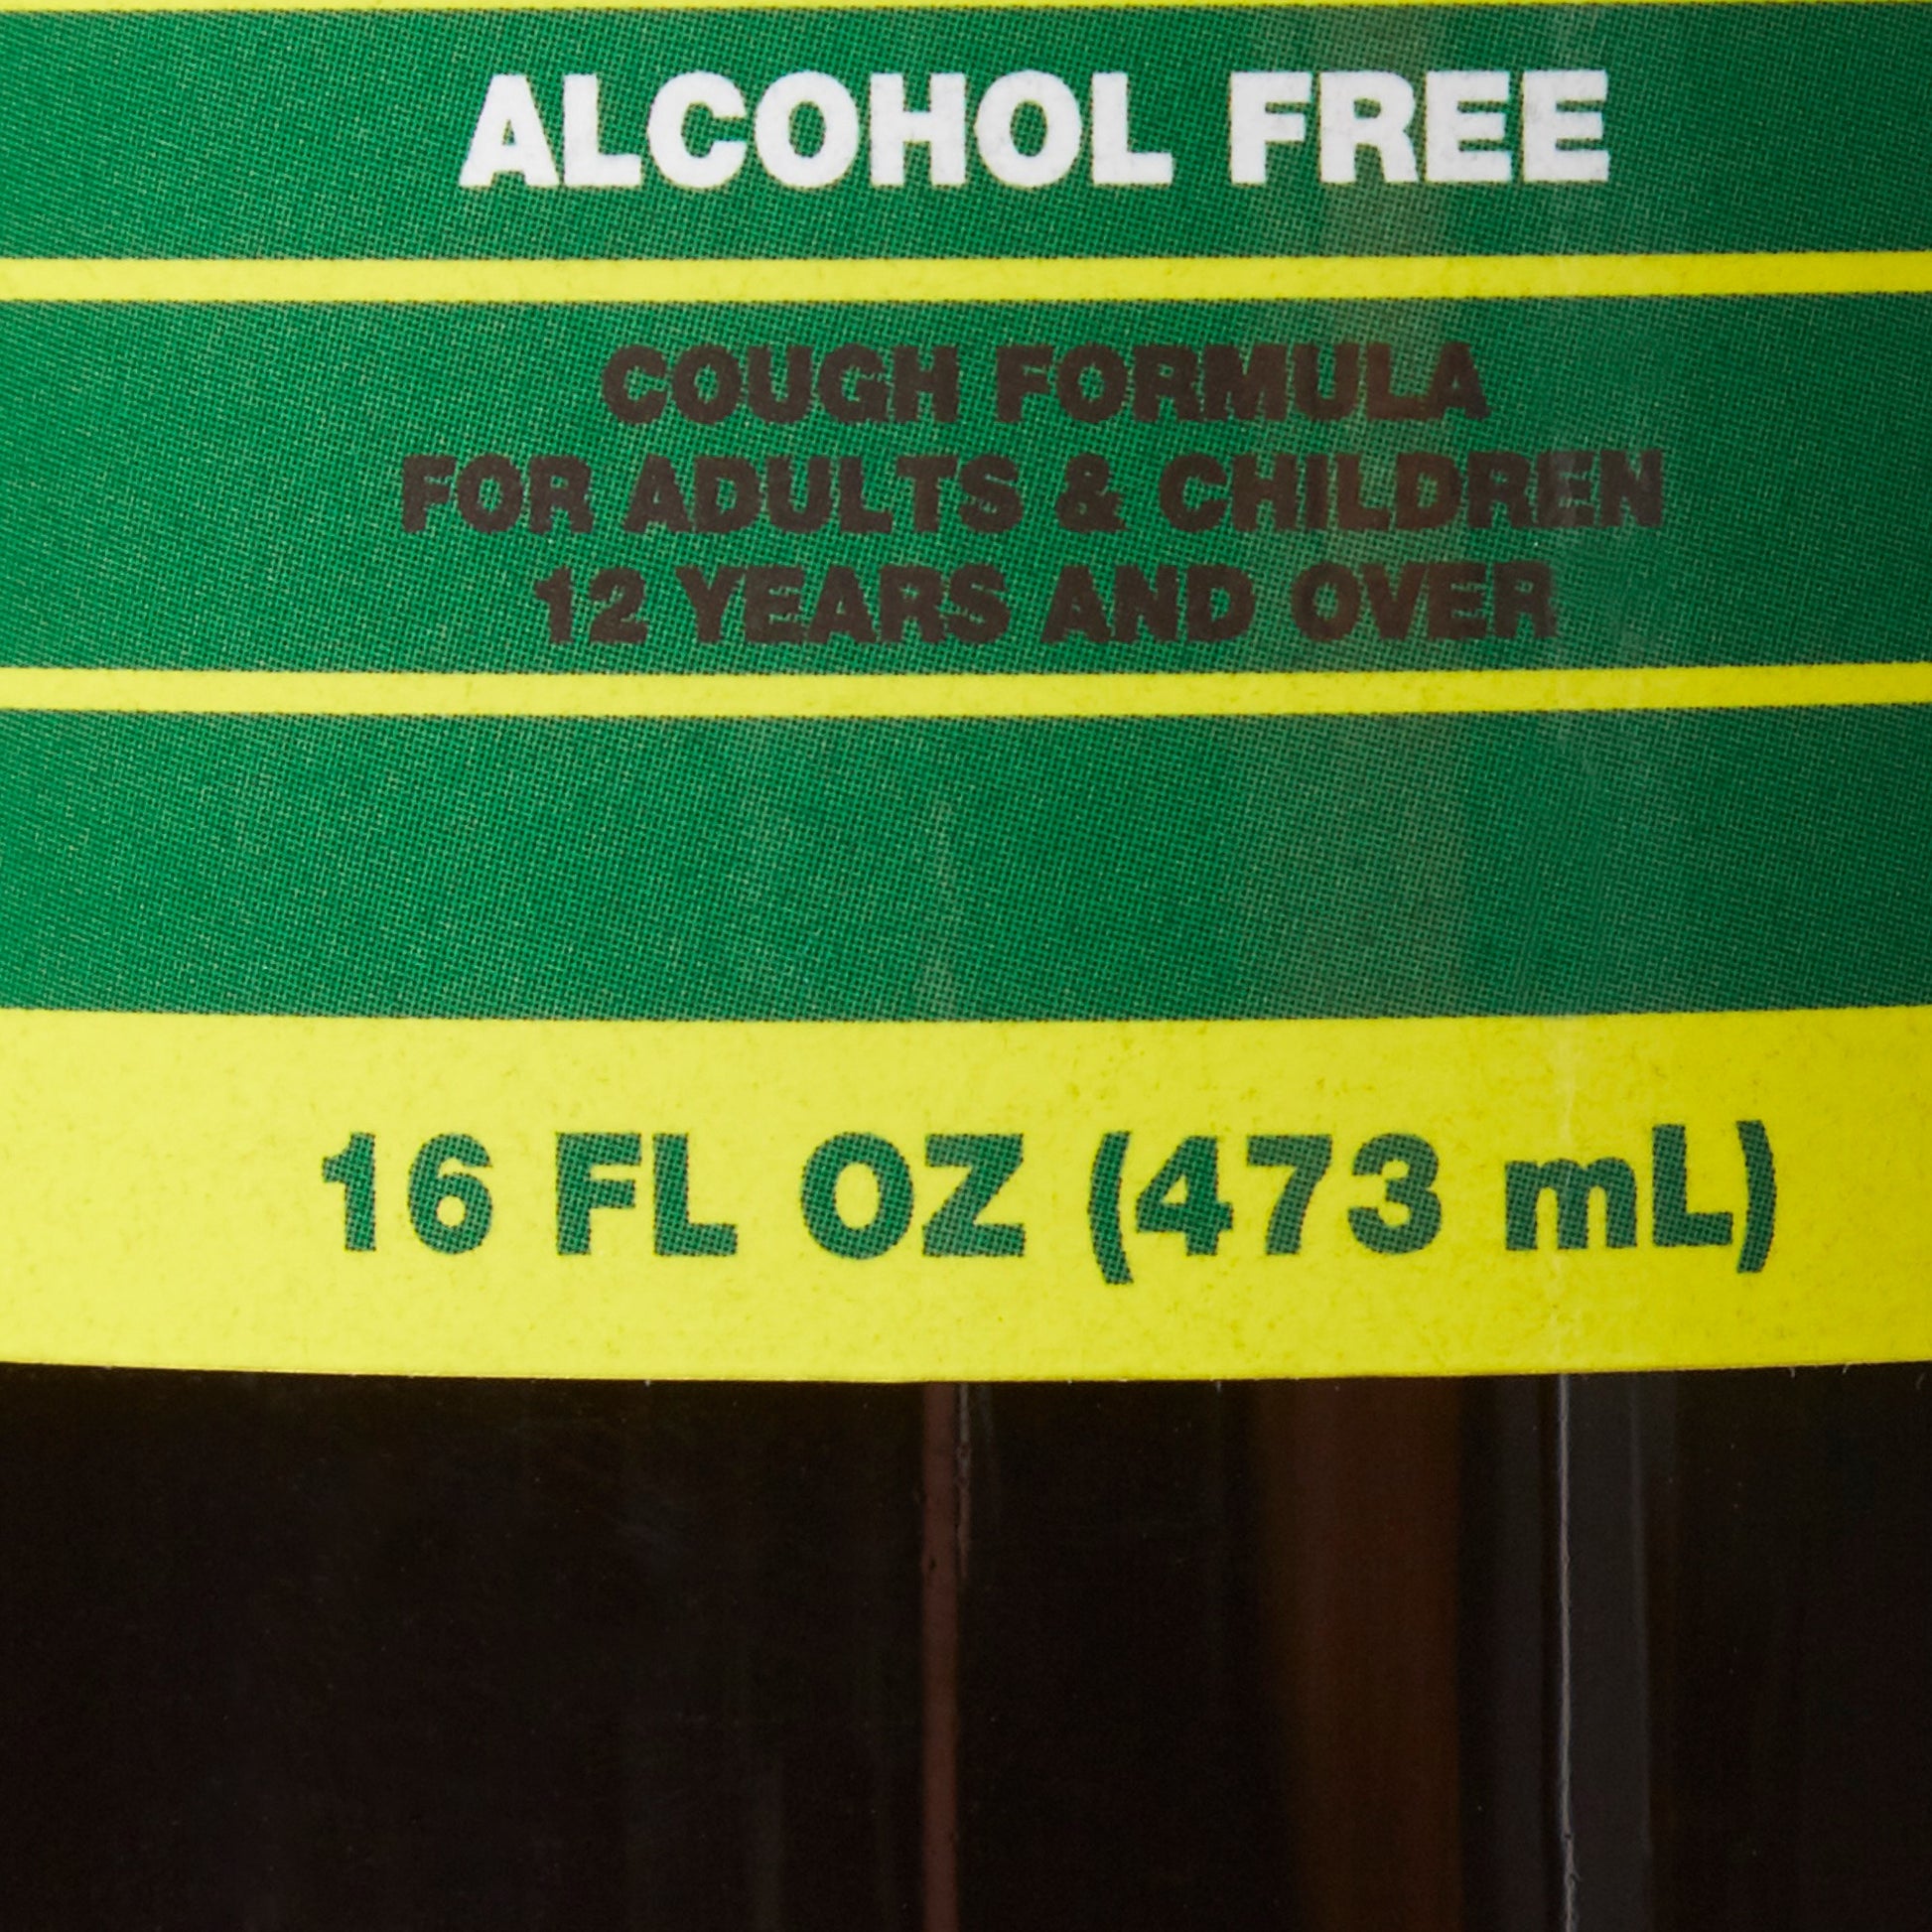 ALCOHOL FREE
COUGH FORMULA
FOR ADULTS & CHILDREN
12 YEARS AND OVER
16 FL OZ (473 mL)